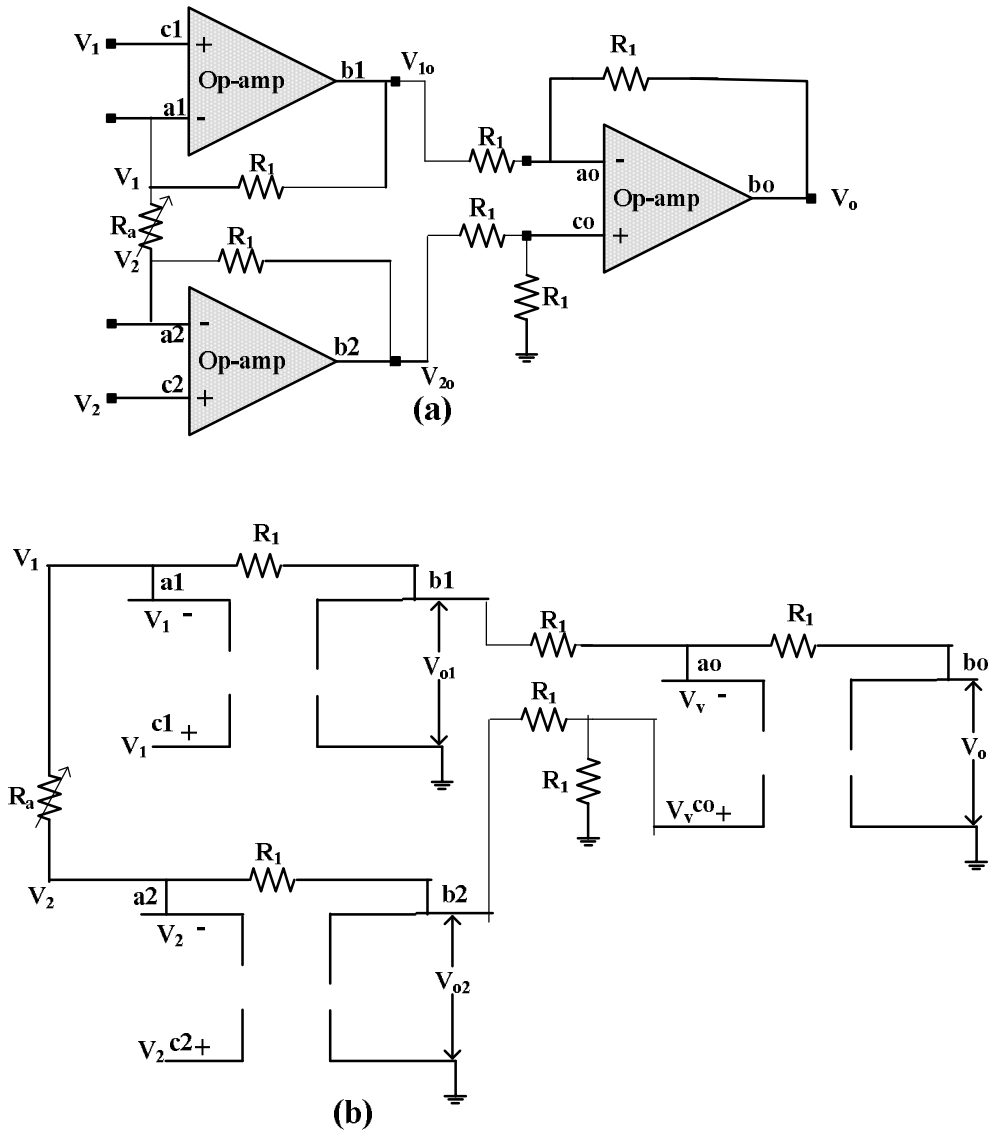 c1
V₁
+
Op-amp
b1
V₁ₒ
R₁
a1
-
V₁
R₁
R₁
ao
-
Op-amp
bo
Vₒ
Rₐ
R₁
R₁
co
+
V₂
R₁
a2
-
Op-amp
b2
V₂ₒ
c2
V₂
+
(a)
R₁
V₁
a1
b1
V₁ -
R₁
R₁
Vₒ₁
ao
bo
R₁
Vᵥ -
c1 +
V₁
Vₒ
R₁
Rₐ
Vᵥ co +
R₁
V₂
a2
b2
V₂ -
Vₒ₂
V₂ c2 +
(b)